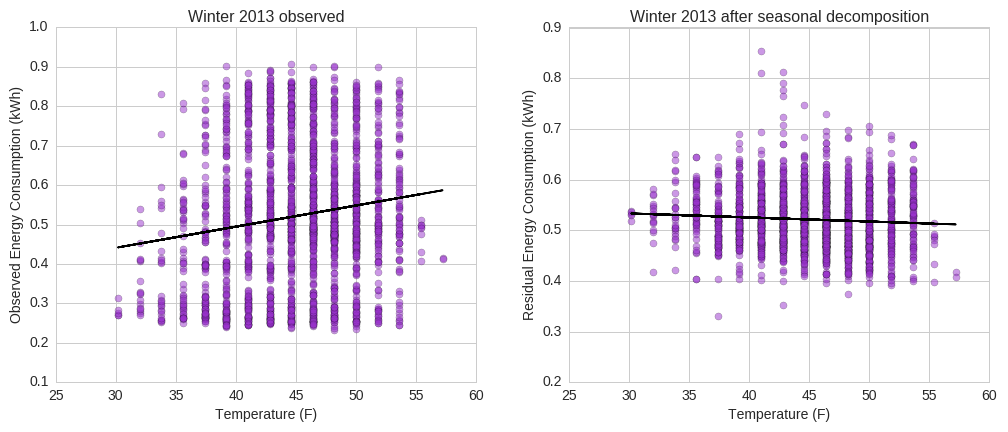 Winter 2013 observed
1.0
0.9
0.8
0.7
0.6
0.5
0.4
0.3
0.2
0.1
Observed Energy Consumption (kWh)
25 30 35 40 45 50 55 60
Temperature (F)
Winter 2013 after seasonal decomposition
0.9
0.8
0.7
0.6
0.5
0.4
0.3
0.2
Residual Energy Consumption (kWh)
25 30 35 40 45 50 55 60
Temperature (F)